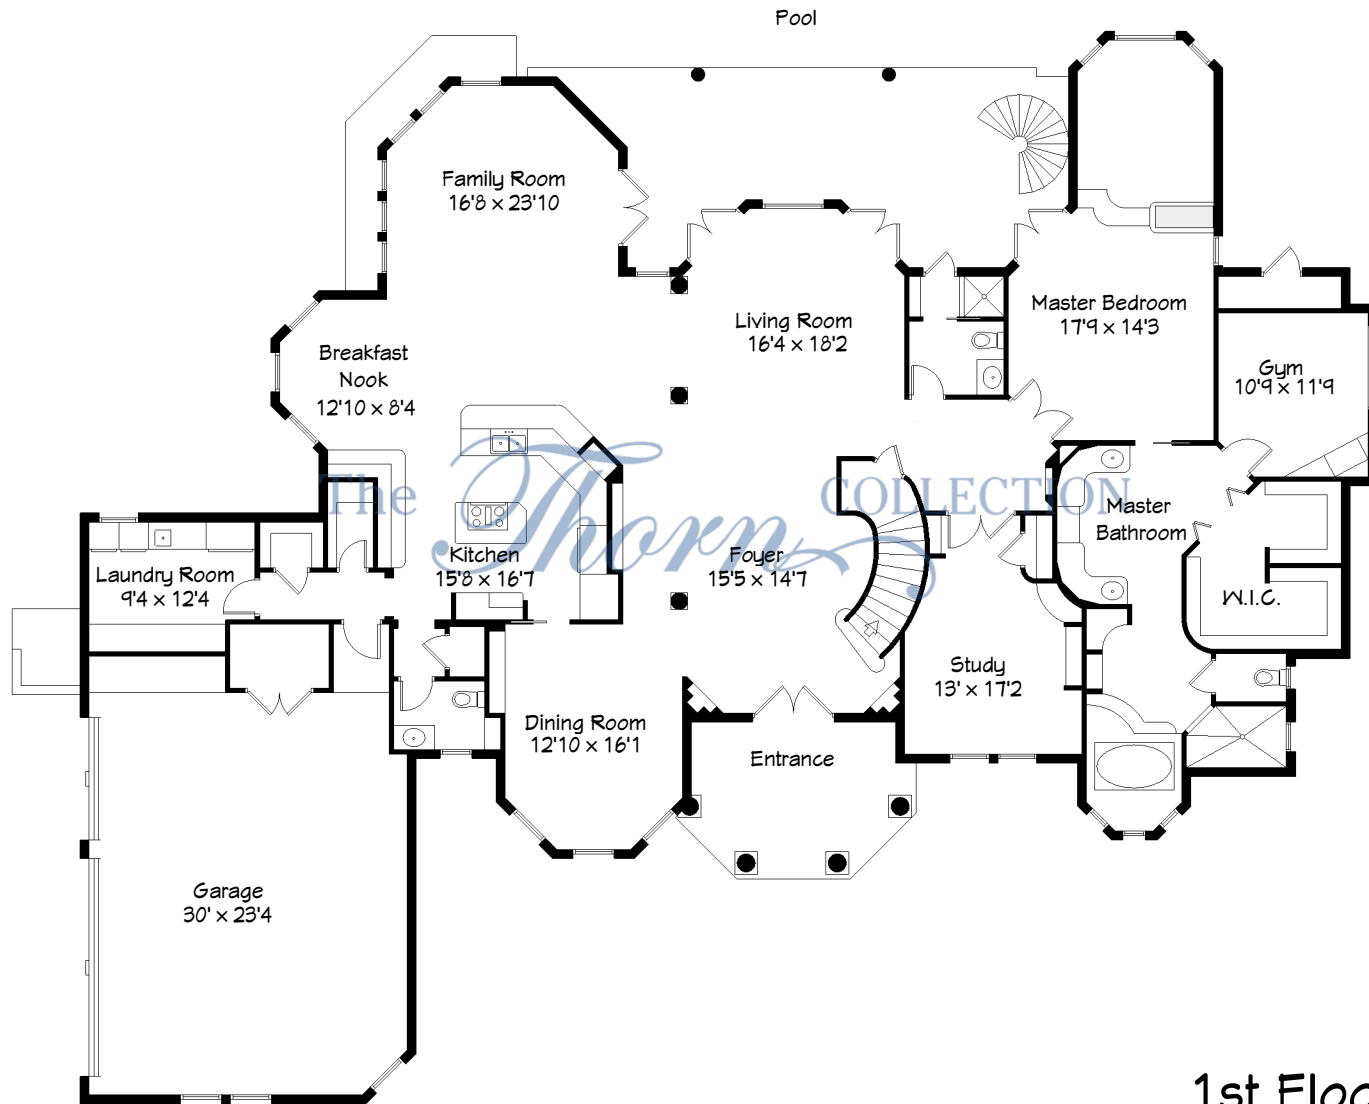 Pool
Family Room
16'8 x 23'10
Living Room
16'4 x 18'2
Master Bedroom
17'9 x 14'3
Breakfast
Nook
12'10 x 8'4
Gym
10'9 x 11'9
The Thorn COLLECTION
Master
Bathroom
Kitchen
15'8 x 16'7
Foyer
15'5 x 14'7
Laundry Room
9'4 x 12'4
W.I.C.
Study
13' x 17'2
Dining Room
12'10 x 16'1
Entrance
Garage
30' x 23'4
1st Floo